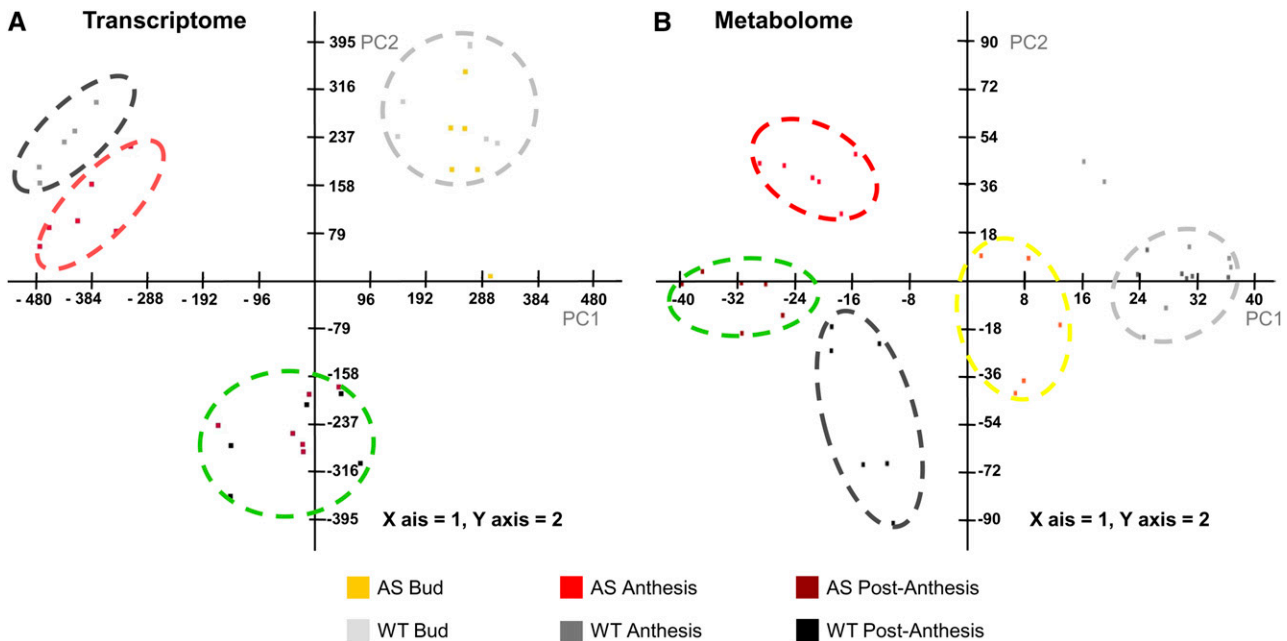 A Transcriptome
PC2
395
316
237
158
79
-480 -384 -288 -192 -96 96 192 288 384 480
PC1
-79
-158
-237
-316
-395
X ais = 1, Y axis = 2
B Metabolome
PC2
90
72
54
36
18
-40 -32 -24 -16 -8 8 16 24 32 40
PC1
-18
-36
-54
-72
-90
X ais = 1, Y axis = 2
AS Bud AS Anthesis AS Post-Anthesis
WT Bud WT Anthesis WT Post-Anthesis